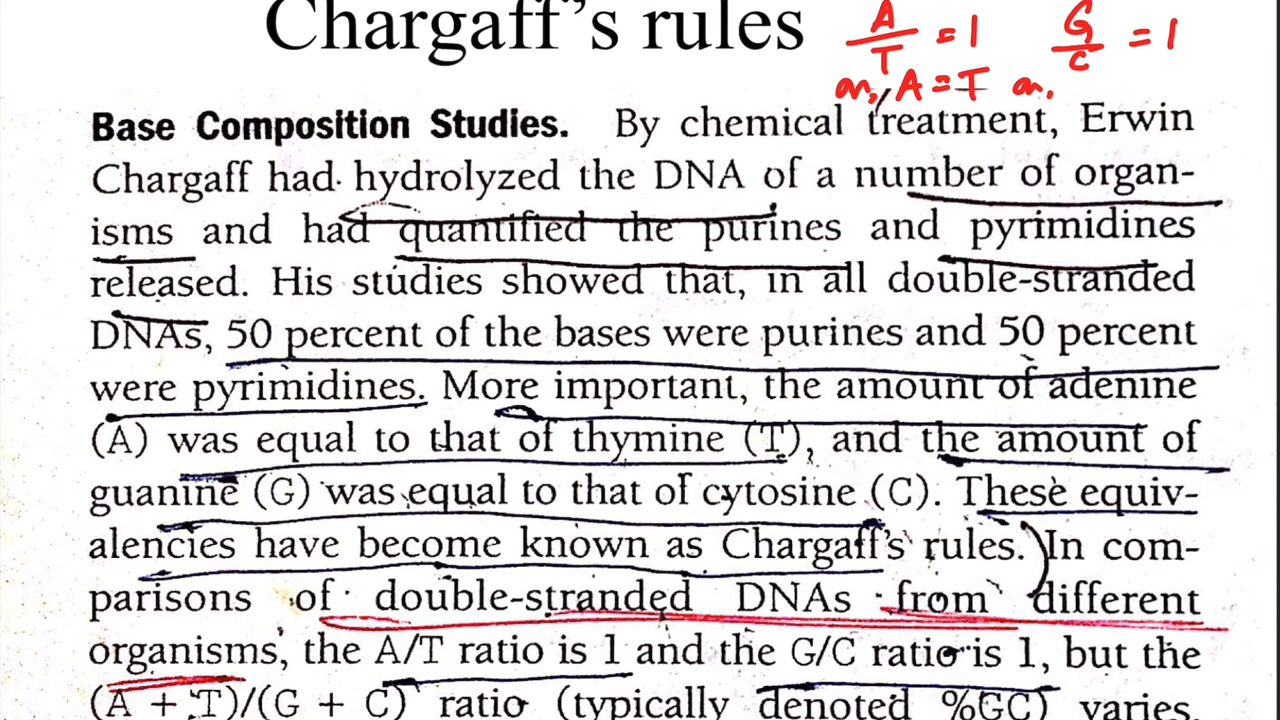 Chargaff's rules
A/T = 1 G/C = 1
or, A = T or.
Base Composition Studies. By chemical treatment, Erwin
Chargaff had hydrolyzed the DNA of a number of organ-
isms and had quantified the purines and pyrimidines
released. His studies showed that, in all double-stranded
DNAs, 50 percent of the bases were purines and 50 percent
were pyrimidines. More important, the amount of adenine
(A) was equal to that of thymine (T), and the amount of
guanine (G) was equal to that of cytosine (C). These equiv-
alencies have become known as Chargaff's rules. In com-
parisons of double-stranded DNAs from different
organisms, the A/T ratio is 1 and the G/C ratio is 1, but the
(A + T)/(G + C) ratio (typically denoted %GC) varies.